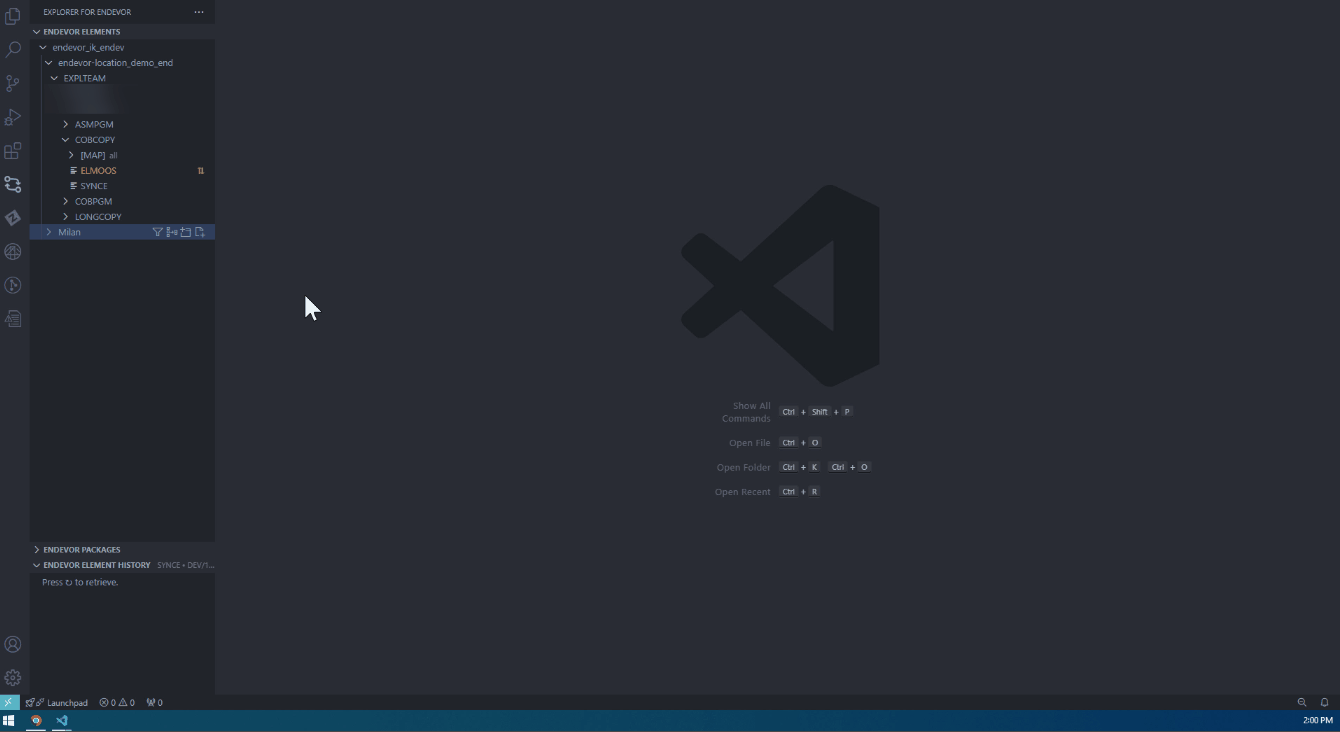 EXPLORER FOR ENDEVOR
ENDEVOR ELEMENTS
endevor_ik_endev
endevor-location_demo_end
EXPLTEAM
ASMPGM
COBCOPY
[MAP] all
ELMOOS
SYNCE
COBPGM
LONGCOPY
Milan
Show All
Commands
Ctrl + Shift + P
Open File
Ctrl + O
Open Folder
Ctrl + K Ctrl + O
Open Recent
Ctrl + R
ENDEVOR PACKAGES
ENDEVOR ELEMENT HISTORY SYNCE • DEV/1...
Press ↻ to retrieve.
Launchpad 0 0 0
2:00 PM